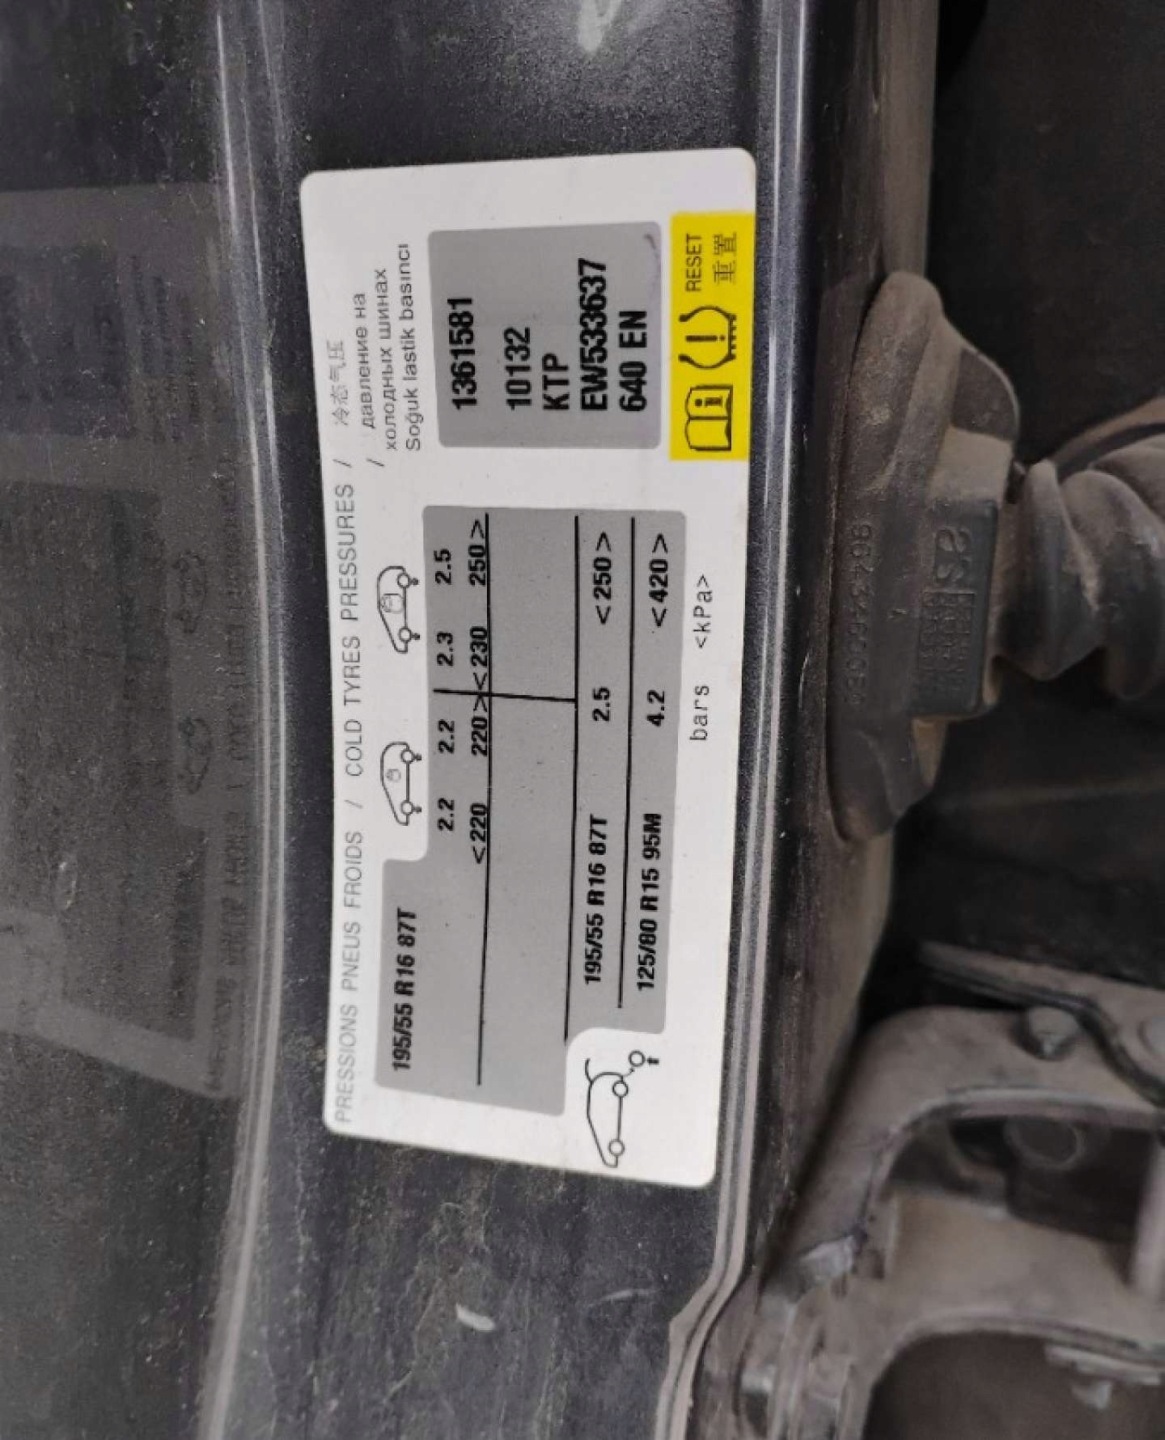 PRESSIONS PNEUS FROIDS / COLD TYRES PRESSURES / 冷态气压
/ давление на
холодных шинах
Soğuk lastik basıncı
195/55 R16 87T
2.2 2.2 2.3 2.5
<220 220> <230 250>
195/55 R16 87T 2.5 <250>
125/80 R15 95M 4.2 <420>
bars <kPa>
1361581
10132
KTP
EW533637
640 EN
RESET
重置